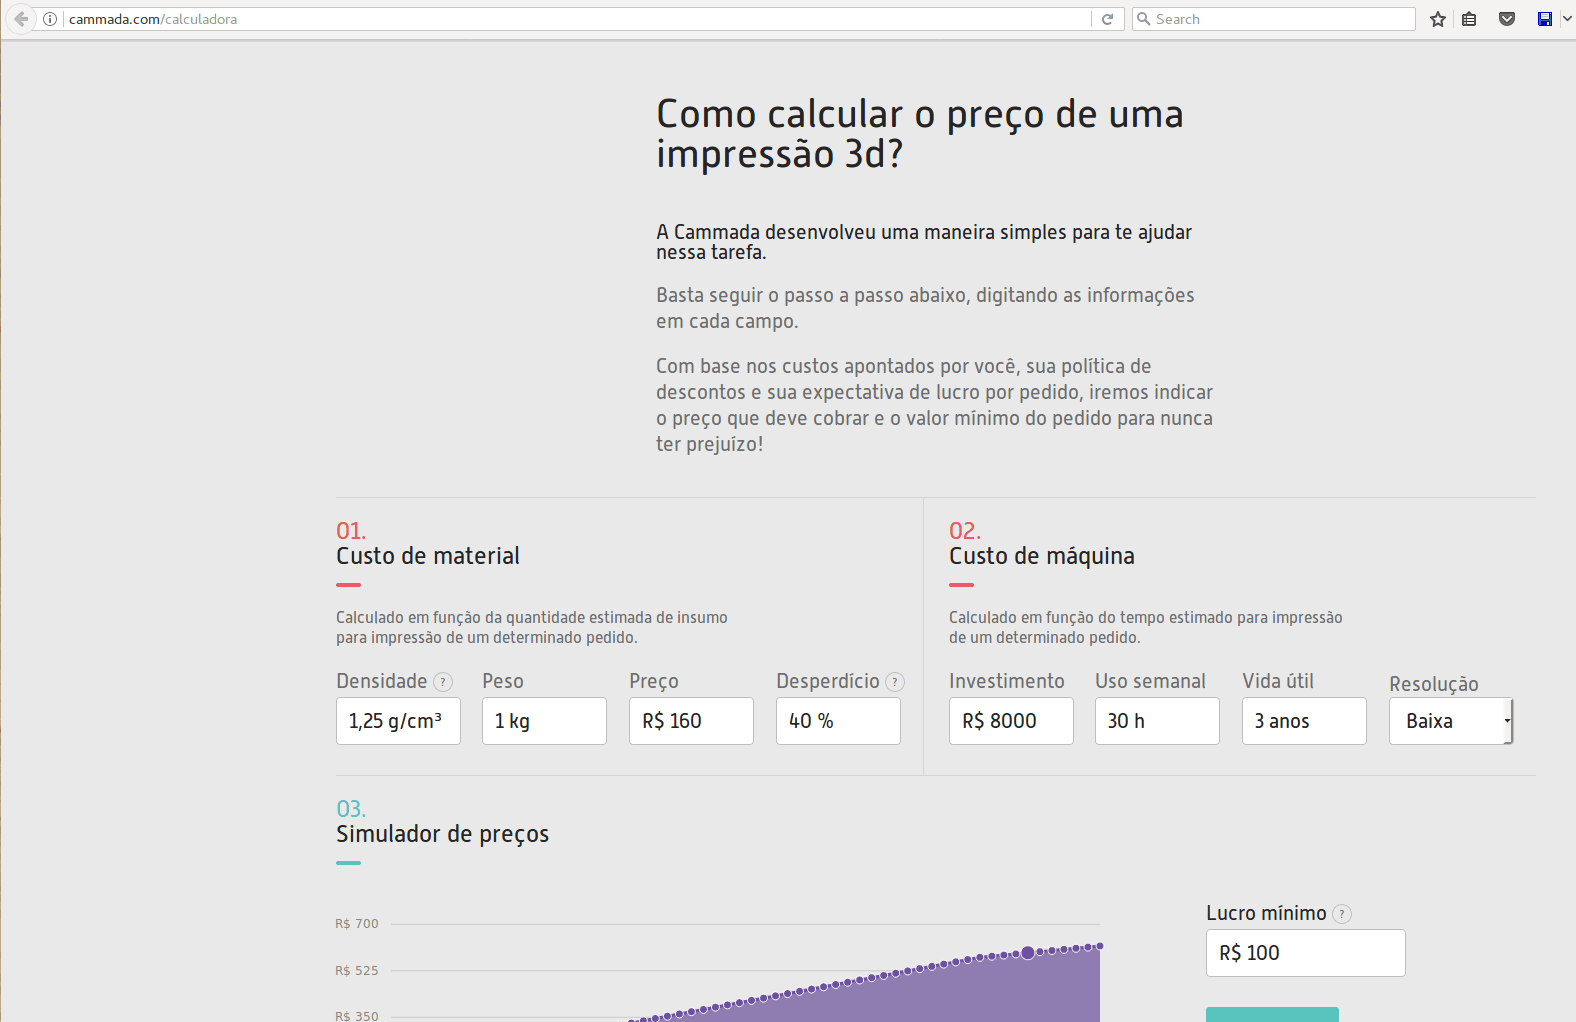 cammada.com/calculadora
Search
Como calcular o preço de uma
impressão 3d?
A Cammada desenvolveu uma maneira simples para te ajudar
nessa tarefa.
Basta seguir o passo a passo abaixo, digitando as informações
em cada campo.
Com base nos custos apontados por você, sua política de
descontos e sua expectativa de lucro por pedido, iremos indicar
o preço que deve cobrar e o valor mínimo do pedido para nunca
ter prejuízo!
01.
Custo de material
Calculado em função da quantidade estimada de insumo
para impressão de um determinado pedido.
Densidade ? Peso Preço Desperdício ?
1,25 g/cm³ 1 kg R$ 160 40 %
02.
Custo de máquina
Calculado em função do tempo estimado para impressão
de um determinado pedido.
Investimento Uso semanal Vida útil Resolução
R$ 8000 30 h 3 anos Baixa
03.
Simulador de preços
R$ 700
R$ 525
R$ 350
Lucro mínimo ?
R$ 100